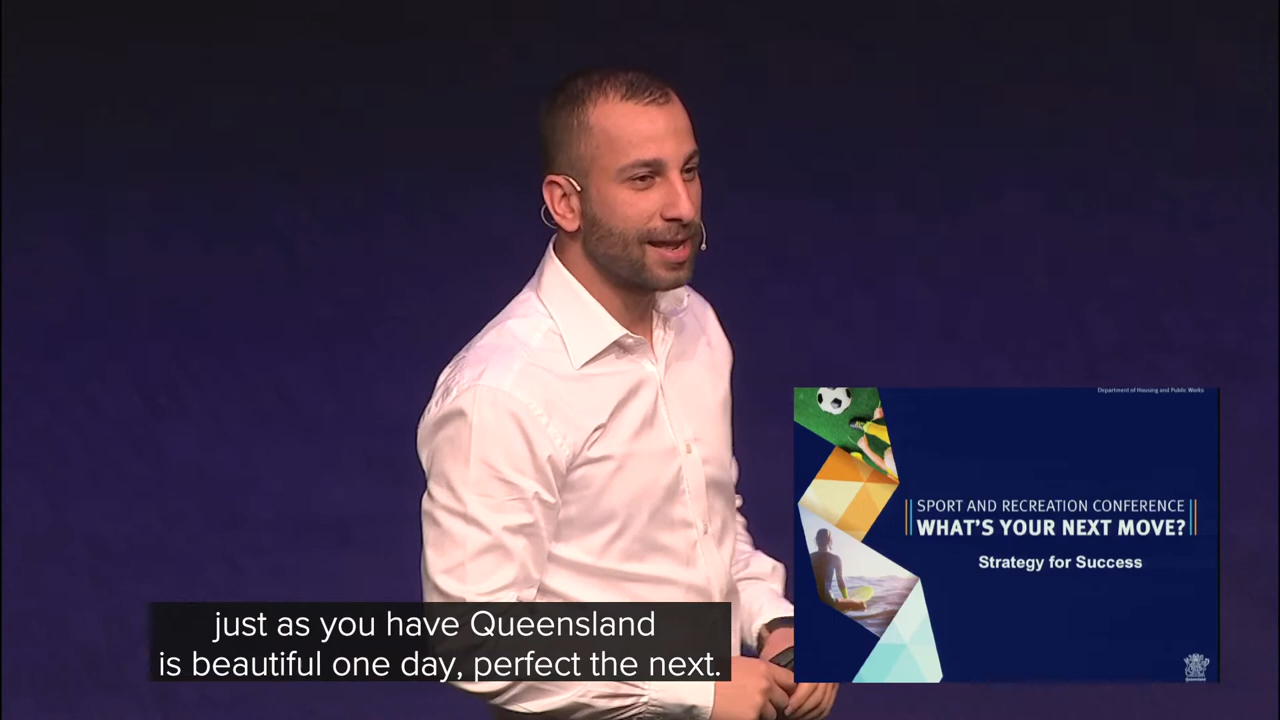 Department of Housing and Public Works
SPORT AND RECREATION CONFERENCE
WHAT'S YOUR NEXT MOVE?
Strategy for Success
Queensland
just as you have Queensland
is beautiful one day, perfect the next.